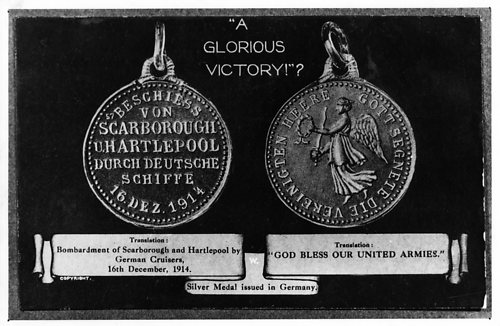 "A
GLORIOUS
VICTORY!"?
BESCHIESS
VON
SCARBOROUGH
U.HARTLEPOOL
DURCH DEUTSCHE
SCHIFFE
16.DEZ.1914
GOTT SEGNETE DIE VEREINIGTEN HEERE
Translation:
Bombardment of Scarborough and Hartlepool by
German Cruisers,
16th December, 1914.
Translation:
"GOD BLESS OUR UNITED ARMIES."
W.
COPYRIGHT.
Silver Medal issued in Germany.